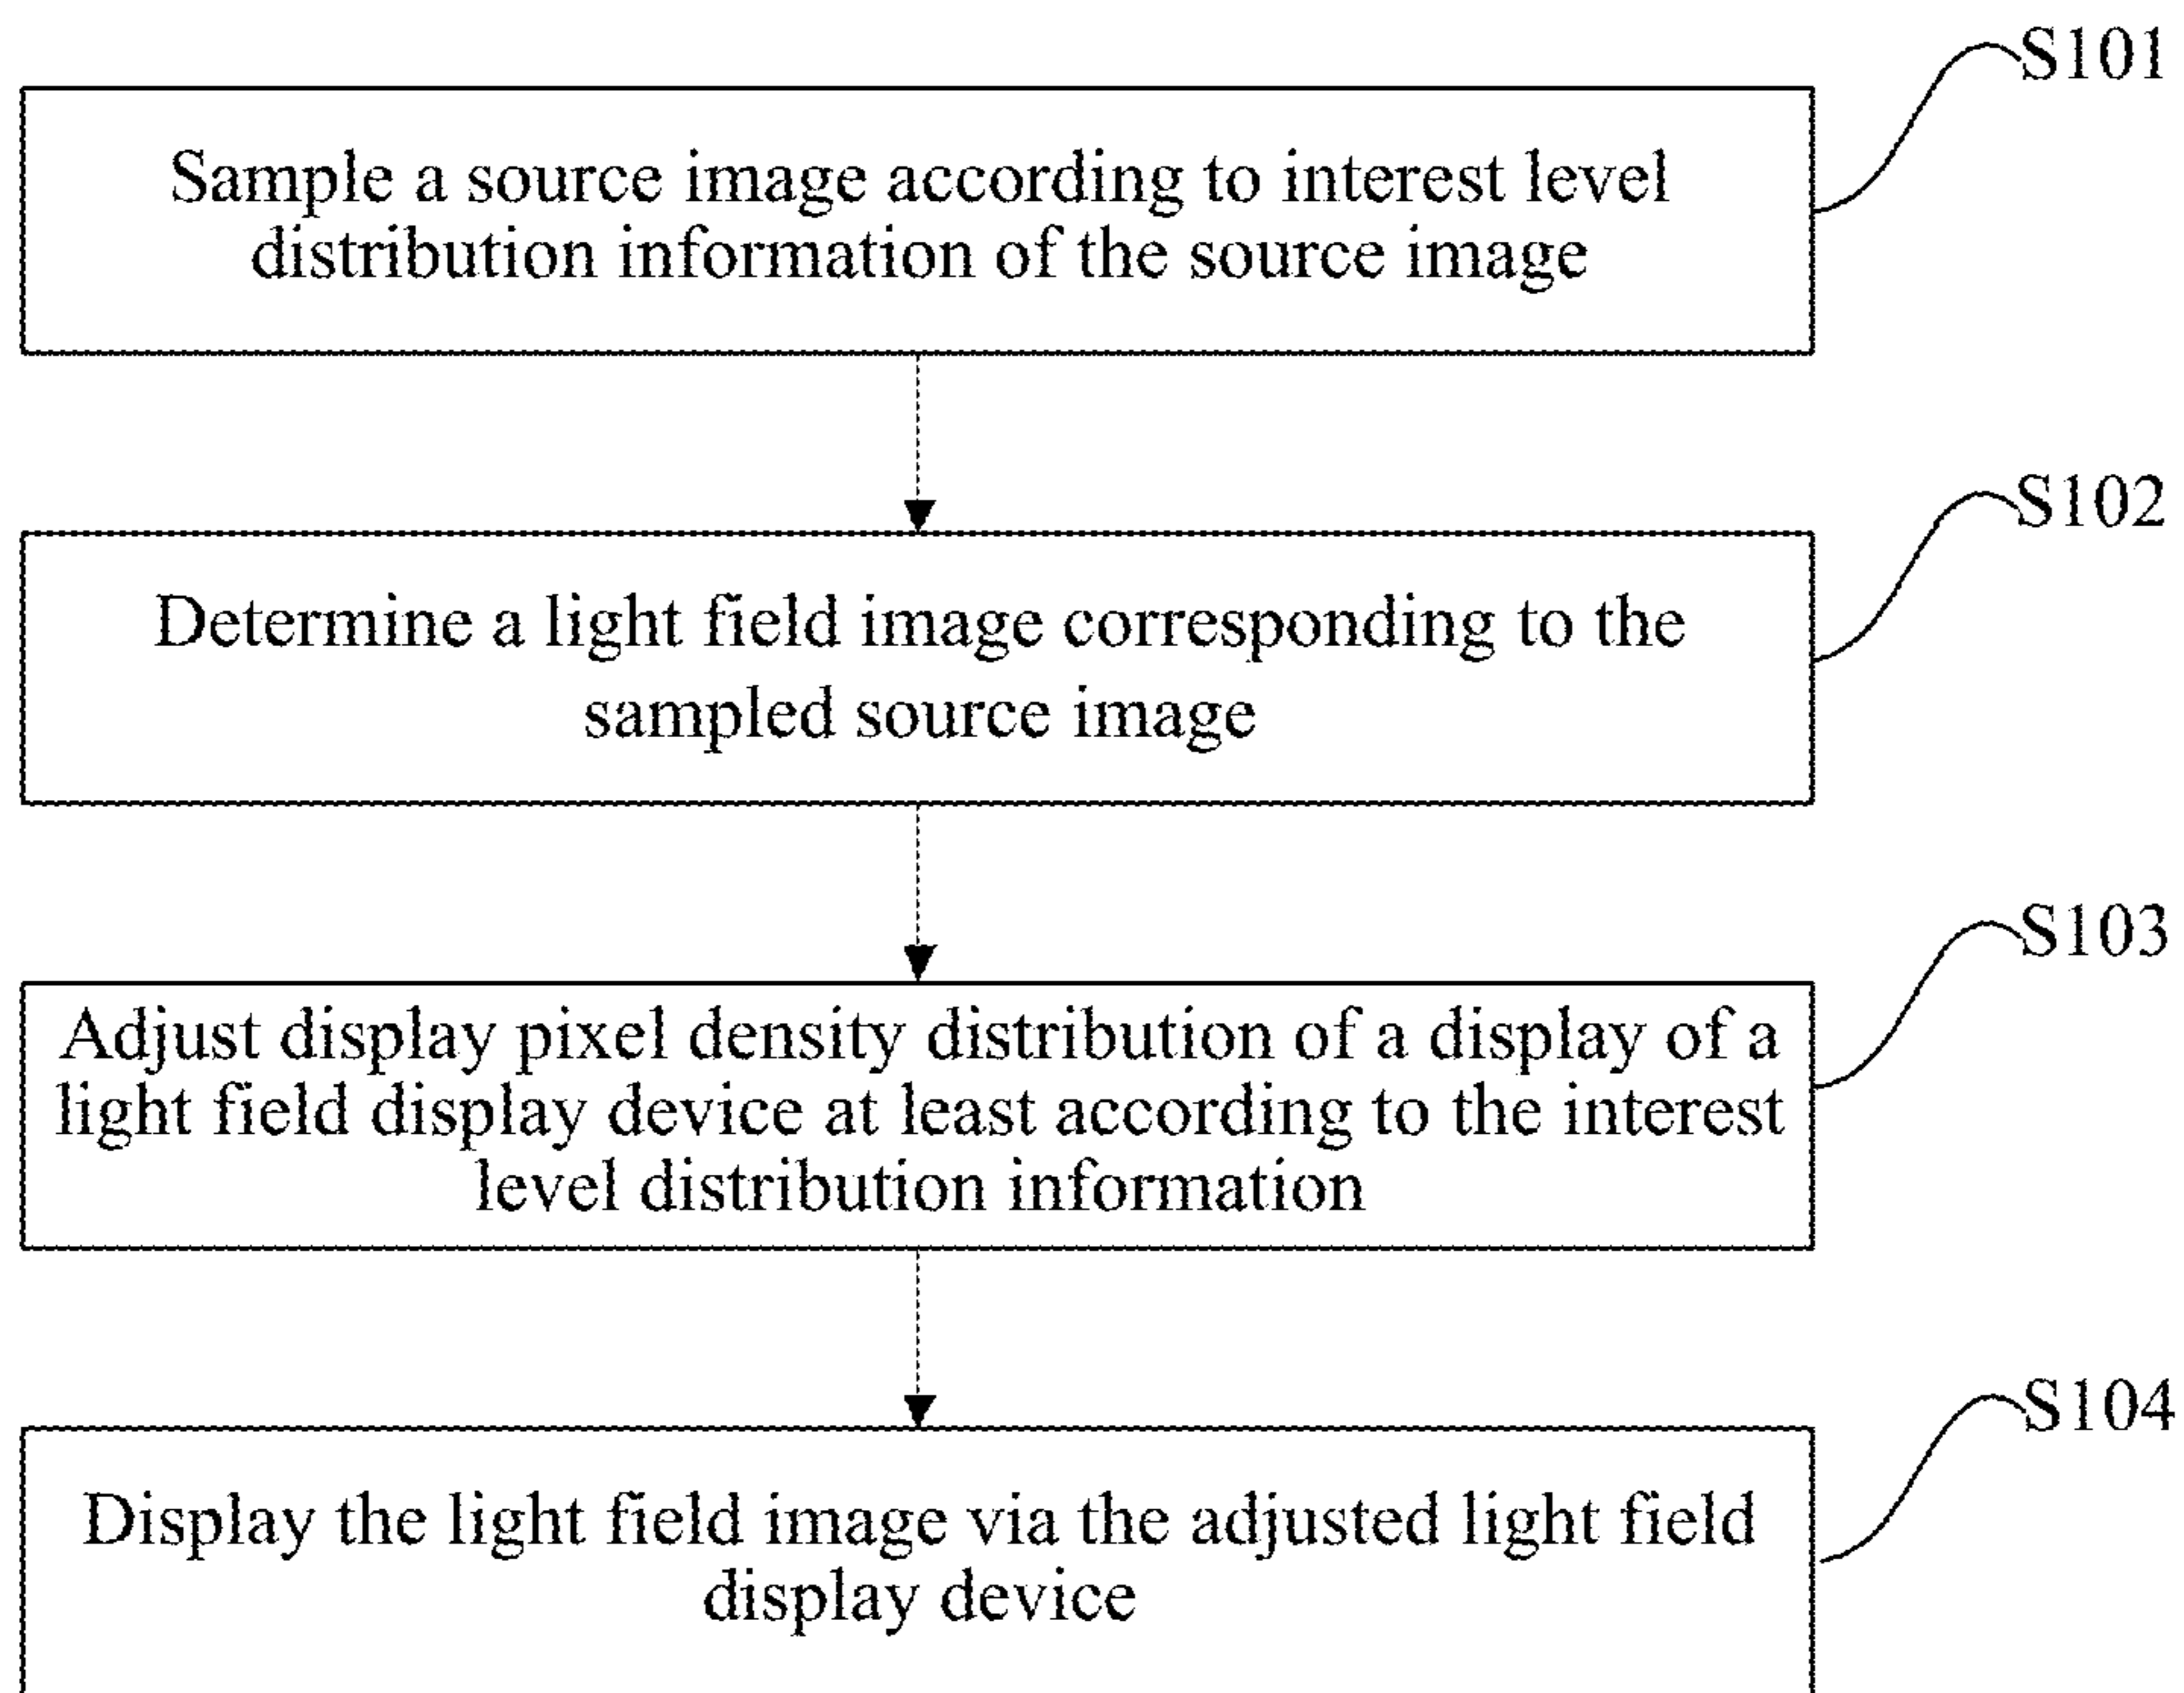 S101
Sample a source image according to interest level
distribution information of the source image
S102
Determine a light field image corresponding to the
sampled source image
S103
Adjust display pixel density distribution of a display of a
light field display device at least according to the interest
level distribution information
S104
Display the light field image via the adjusted light field
display device